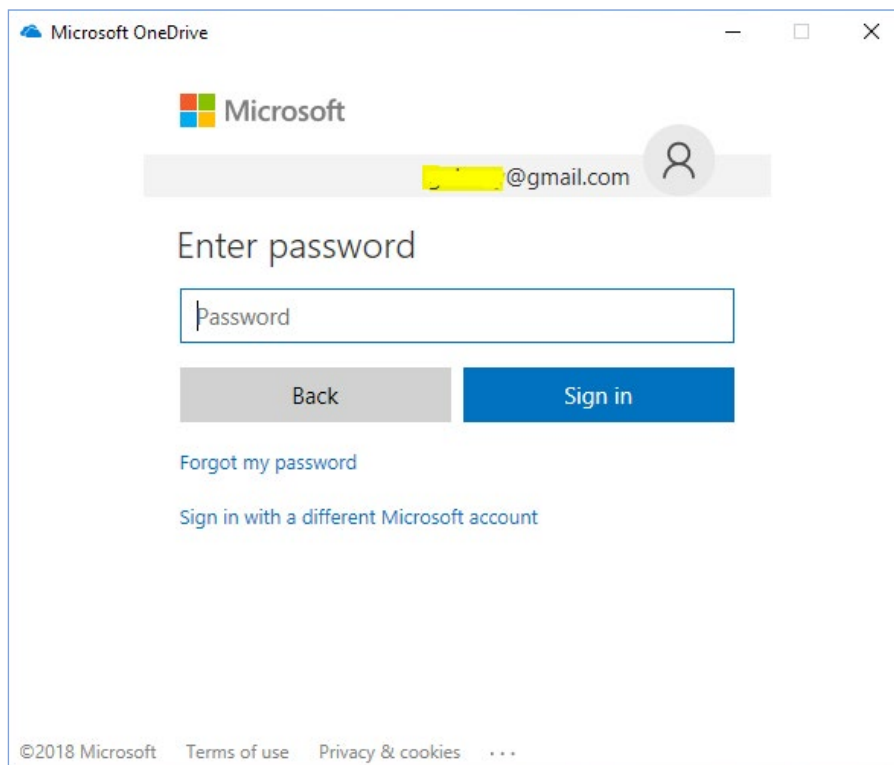 Microsoft OneDrive
Microsoft
@gmail.com
Enter password
Password
Back Sign in
Forgot my password
Sign in with a different Microsoft account
©2018 Microsoft Terms of use Privacy & cookies ...